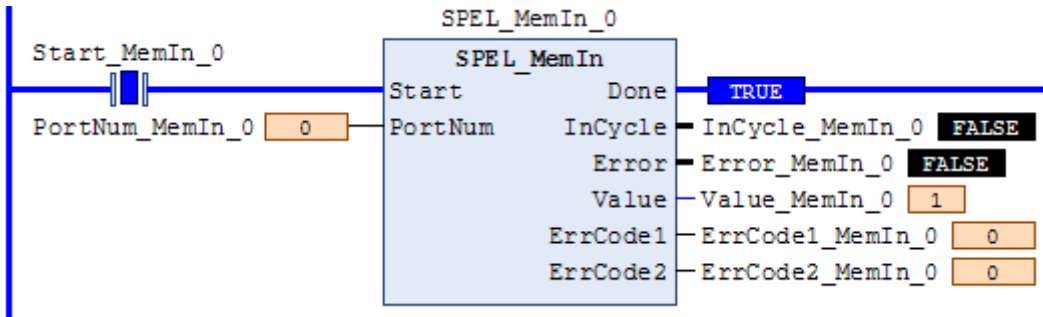 SPEL_MemIn_0
Start_MemIn_0
SPEL_MemIn
Start Done TRUE
PortNum_MemIn_0 0 PortNum InCycle InCycle_MemIn_0 FALSE
Error Error_MemIn_0 FALSE
Value Value_MemIn_0 1
ErrCode1 ErrCode1_MemIn_0 0
ErrCode2 ErrCode2_MemIn_0 0